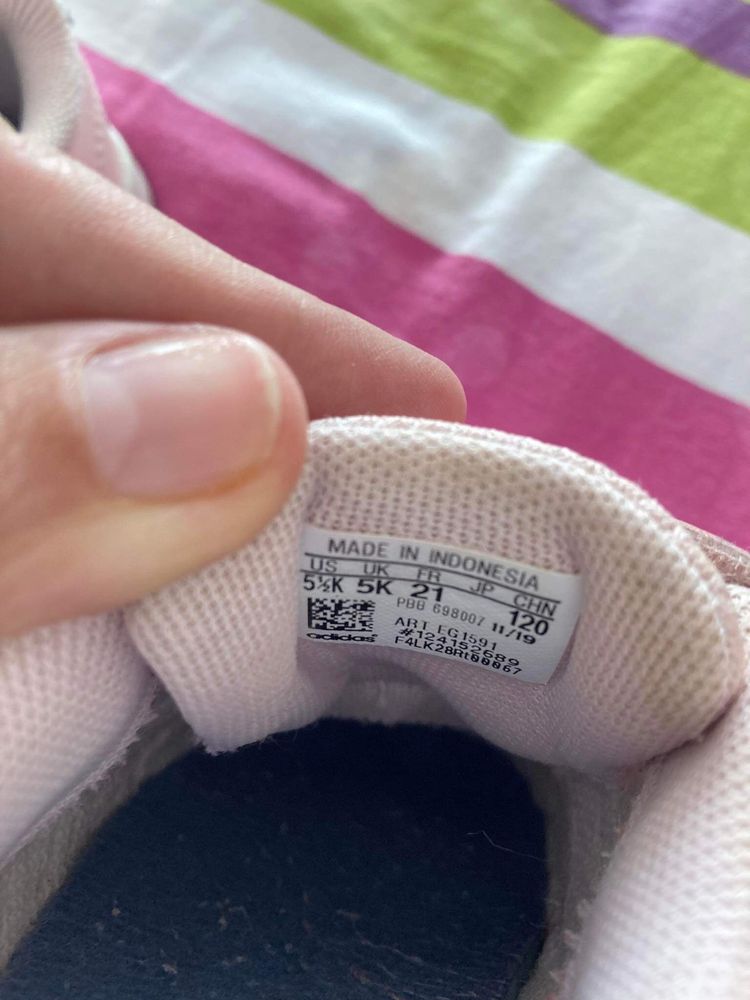 MADE IN INDONESIA
US UK FR JP CHN
5½K 5K 21 120
PBB 698007 11/19
ART EG1591
#124152689
adidas F4LK28Rt00067